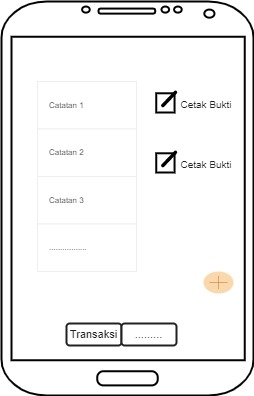 Catatan 1
Cetak Bukti
Catatan 2
Cetak Bukti
Catatan 3
.................
Transaksi
.........